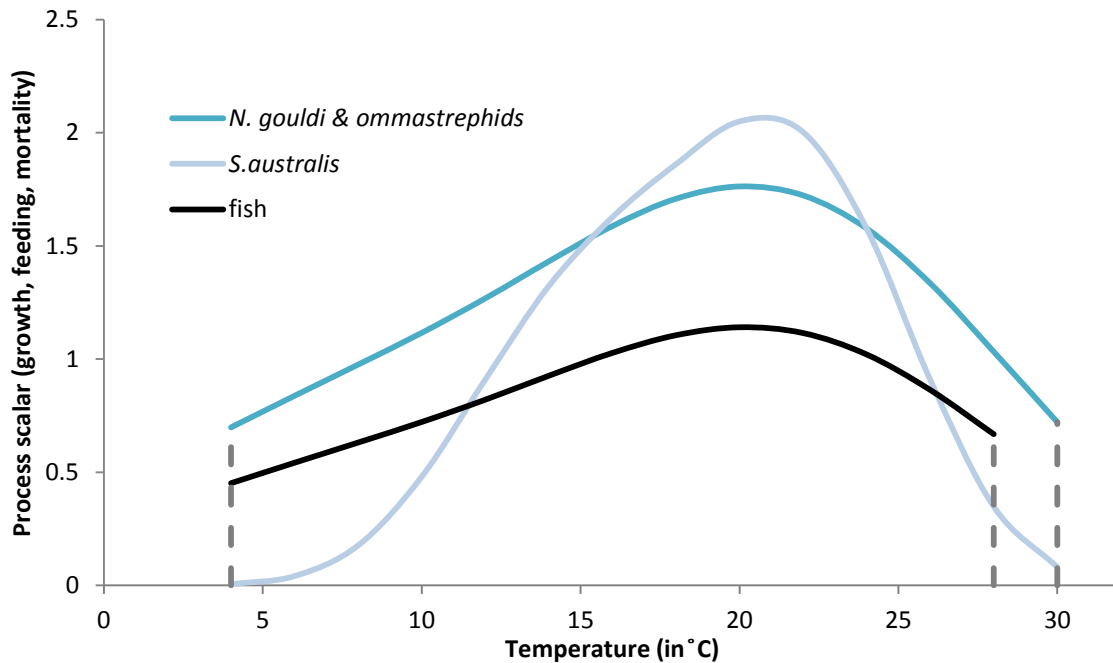 2.5
2
1.5
1
0.5
0
Process scalar (growth, feeding, mortality)
N. gouldi & ommastrephids
S.australis
fish
0 5 10 15 20 25 30
Temperature (in˚C)